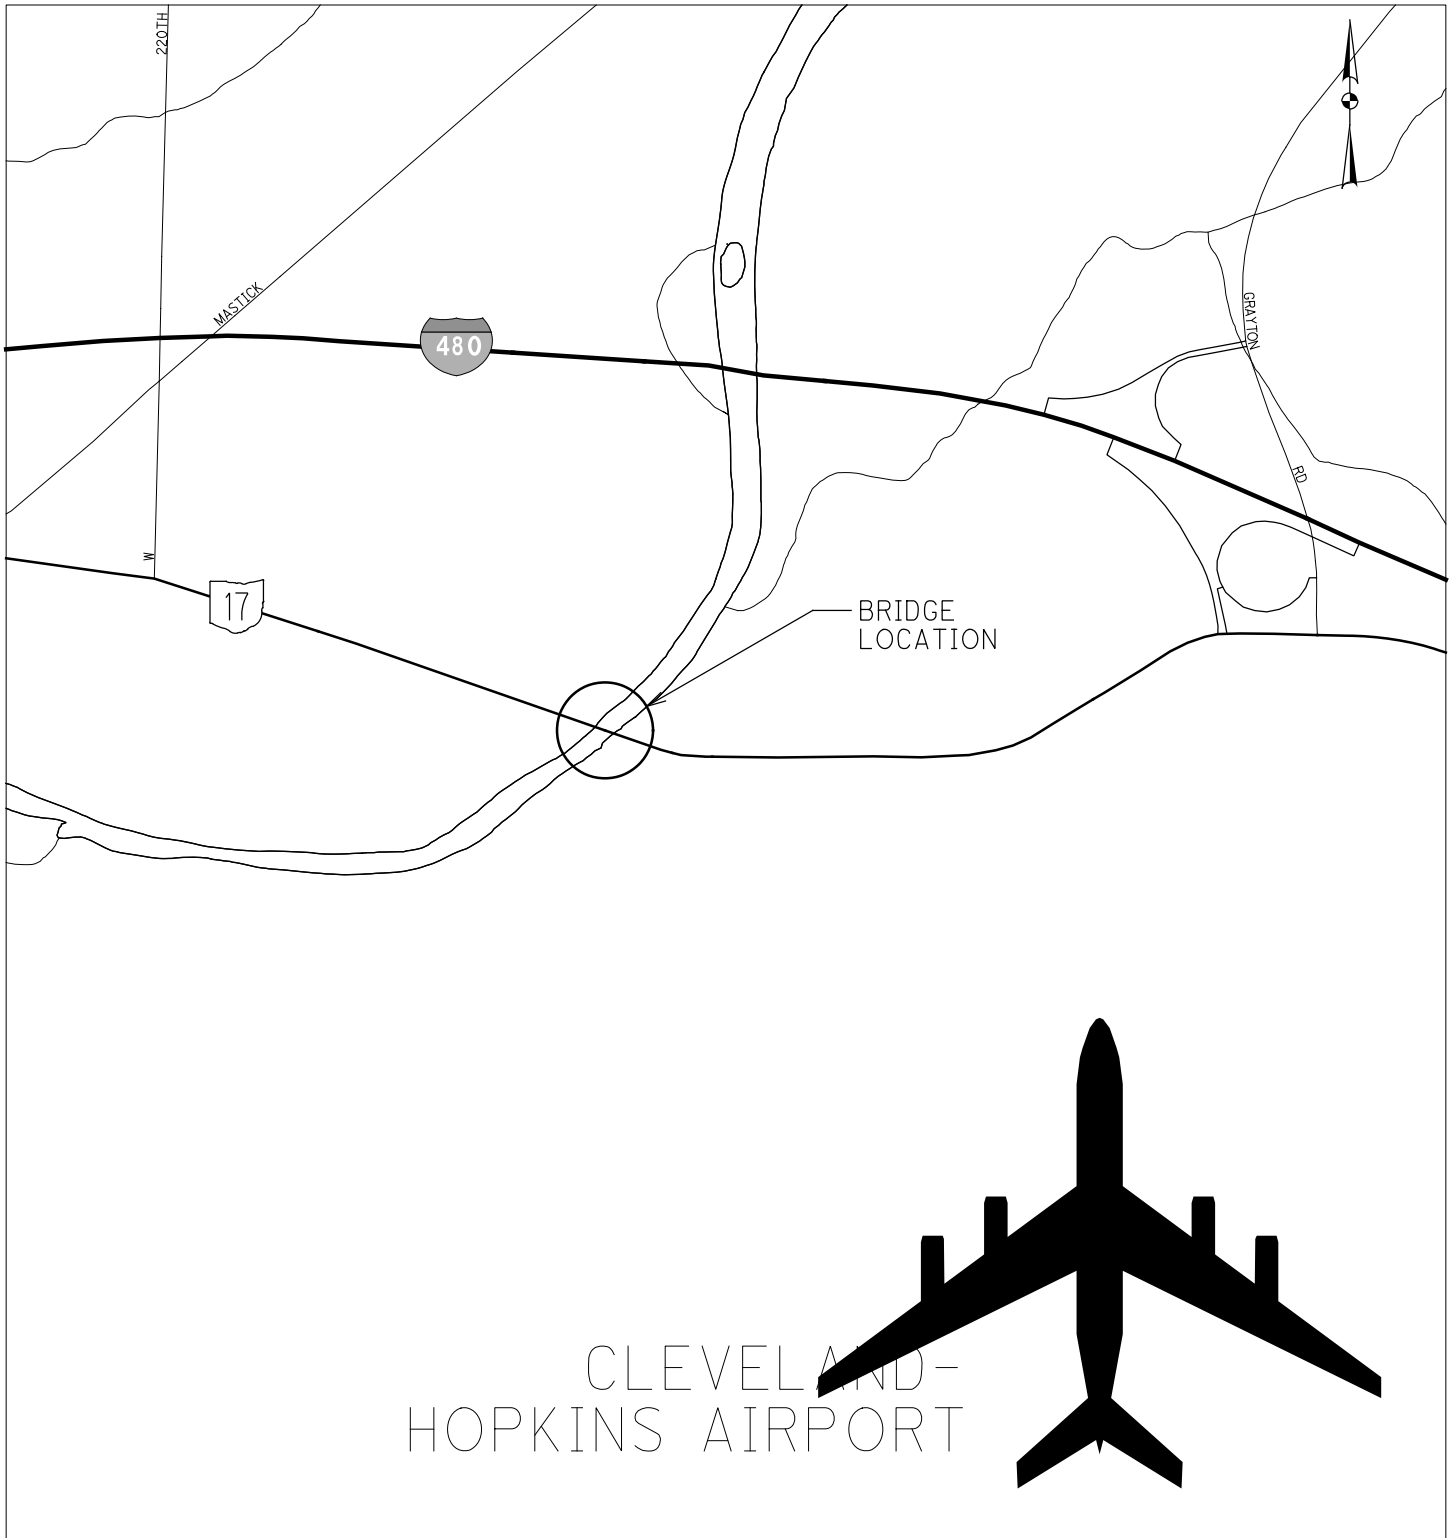 220TH
MASTICK
480
GRAYTON
RD
W
17
BRIDGE
LOCATION
CLEVELAND-
HOPKINS AIRPORT